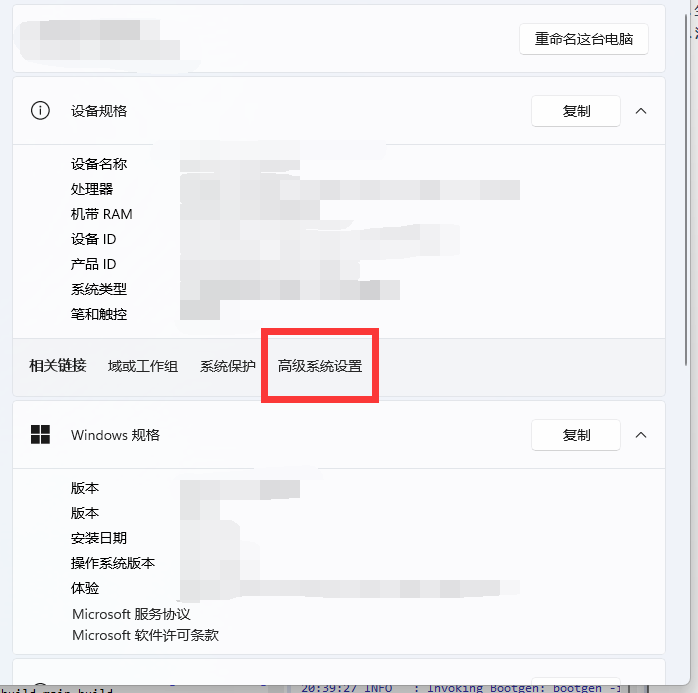 重命名这台电脑
设备规格
复制
设备名称
处理器
机带 RAM
设备 ID
产品 ID
系统类型
笔和触控
相关链接 域或工作组 系统保护 高级系统设置
Windows 规格
复制
版本
版本
安装日期
操作系统版本
体验
Microsoft 服务协议
Microsoft 软件许可条款
20:39:27 INFO : Invoking Bootgen: bootgen -i